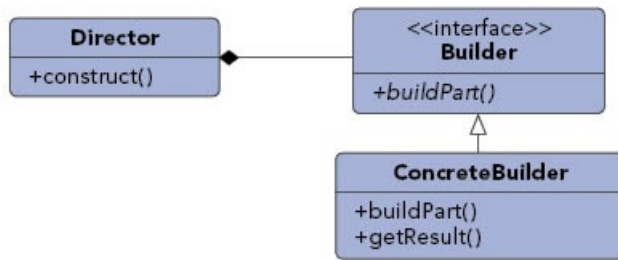 Director
+construct()
<<interface>>
Builder
+buildPart()
ConcreteBuilder
+buildPart()
+getResult()